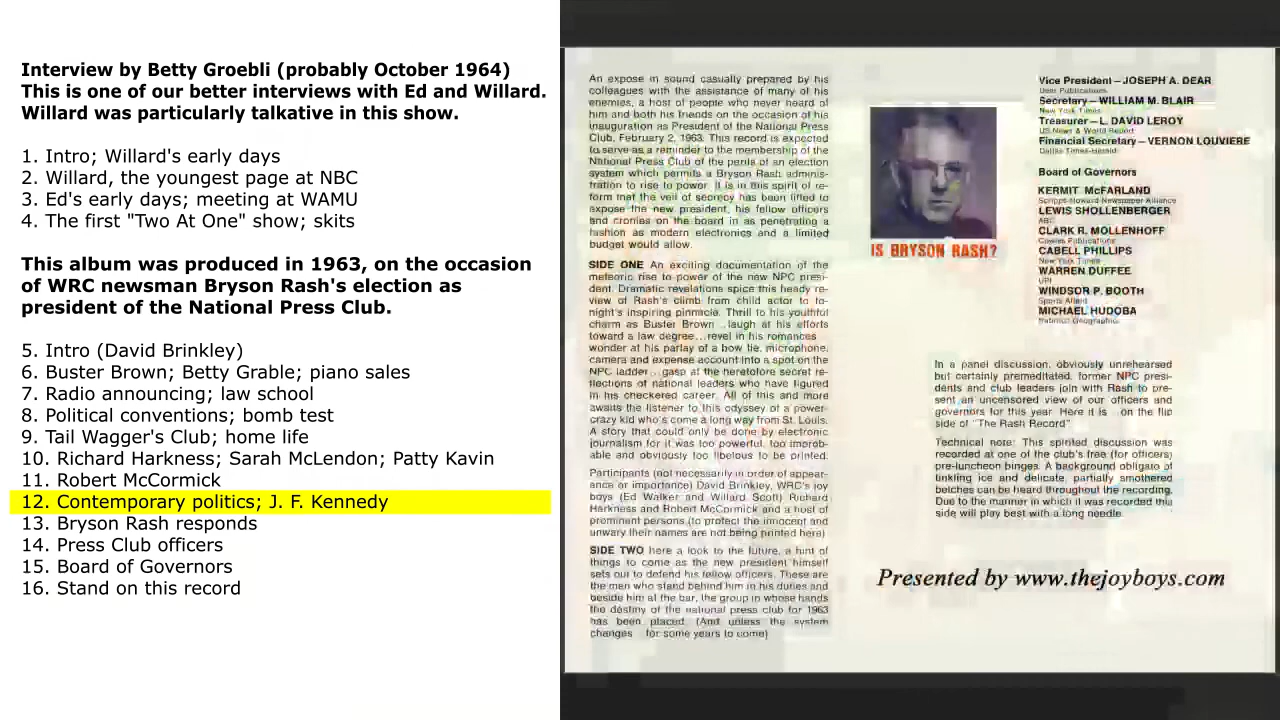 Interview by Betty Groebli (probably October 1964)
This is one of our better interviews with Ed and Willard.
Willard was particularly talkative in this show.
1. Intro; Willard's early days
2. Willard, the youngest page at NBC
3. Ed's early days; meeting at WAMU
4. The first "Two At One" show; skits
This album was produced in 1963, on the occasion
of WRC newsman Bryson Rash's election as
president of the National Press Club.
5. Intro (David Brinkley)
6. Buster Brown; Betty Grable; piano sales
7. Radio announcing; law school
8. Political conventions; bomb test
9. Tail Wagger's Club; home life
10. Richard Harkness; Sarah McLendon; Patty Kavin
11. Robert McCormick
12. Contemporary politics; J. F. Kennedy
13. Bryson Rash responds
14. Press Club officers
15. Board of Governors
16. Stand on this record
An expose in sound casually prepared by his
colleagues with the assistance of many of his
enemies, a host of people who never heard of
him and both his friends on the occasion of his
inauguration as President of the National Press
Club, February 2, 1963. This record is expected
to serve as a reminder to the membership of the
National Press Club of the perils of an election
system which permits a Bryson Rash adminis-
tration to rise to power. It is in this spirit of re-
form that the veil of secrecy has been lifted to
expose the new president, his fellow officers
and cronies on the board in as penetrating a
fashion as modern electronics and a limited
budget would allow.
SIDE ONE An exciting documentation of the
meteoric rise to power of the new NPC presi-
dent. Dramatic revelations spice this heady re-
view of Rash's climb from child actor to to-
night's inspiring pinnacle. Thrill to his youthful
charm as Buster Brown...laugh at his efforts
toward a law degree...revel in his romances
wonder at his parlay of a bow tie, microphone,
camera and expense account into a spot on the
NPC ladder...gasp at the heretofore secret re-
flections of national leaders who have figured
in his checkered career. All of this and more
awaits the listener to this odyssey of a power-
crazy kid who's come a long way from St. Louis.
A story that could only be done by electronic
journalism for it was too powerful, too improb-
able and obviously too libelous to be printed.
Participants (not necessarily in order of appear-
ance or importance) David Brinkley, WRC's joy
boys (Ed Walker and Willard Scott) Richard
Harkness and Robert McCormick and a host of
prominent persons (to protect the innocent and
unwary their names are not being printed here)
SIDE TWO here a look to the future, a hint of
things to come as the new president himself
sets out to defend his fellow officers. These are
the men who stand behind him in his duties and
beside him at the bar, the group in whose hands
the destiny of the national press club for 1963
has been placed. (And unless the system
changes for some years to come)
IS BRYSON RASH?
Vice President—JOSEPH A. DEAR
Dear Publications
Secretary—WILLIAM M. BLAIR
New York Times
Treasurer—L. DAVID LEROY
US News & World Report
Financial Secretary—VERNON LOUVIERE
Dallas Times-Herald
Board of Governors
KERMIT McFARLAND
Scripps-Howard Newspaper Alliance
LEWIS SHOLLENBERGER
ABC
CLARK R. MOLLENHOFF
Cowles Publications
CABELL PHILLIPS
New York Times
WARREN DUFFEE
UPI
WINDSOR P. BOOTH
MICHAEL HUDOBA
In a panel discussion, obviously unrehearsed
but certainly premeditated, former NPC presi-
dents and club leaders join with Rash to pre-
sent an uncensored view of our officers and
governors for this year. Here it is...on the flip
side of "The Rash Record"
Technical note: This spirited discussion was
recorded at one of the club's free (for officers)
pre-luncheon binges. A background obligato of
tinkling ice and delicate, partially smothered
belches can be heard throughout the recording.
Due to the manner in which it was recorded this
side will play best with a long needle.
Presented by www.thejoyboys.com